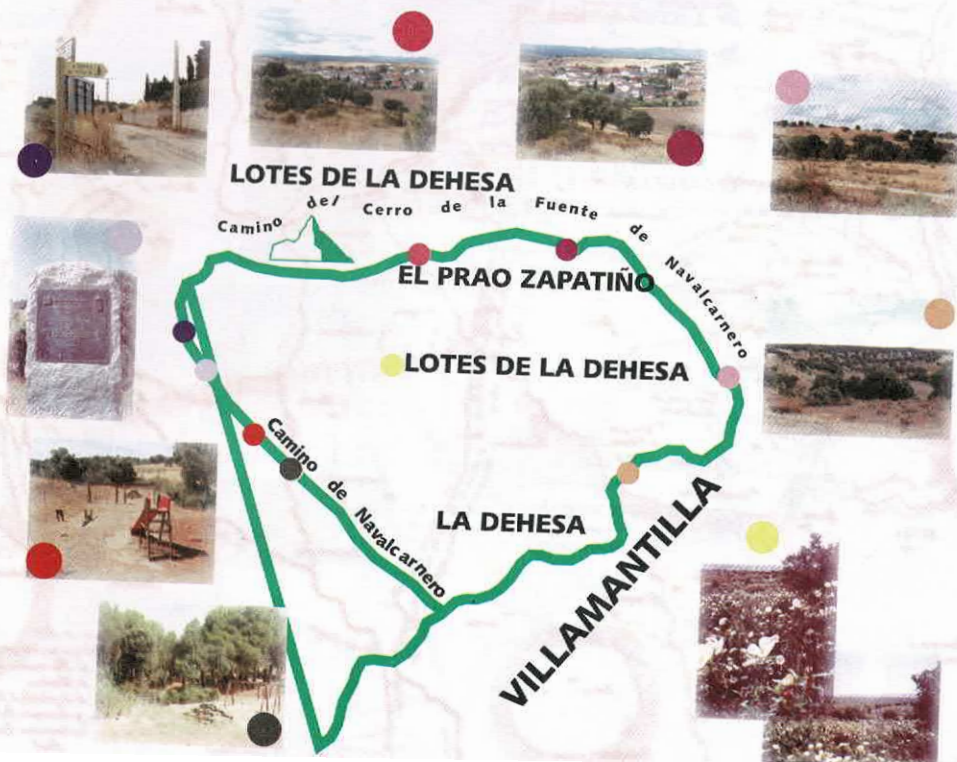 LOTES DE LA DEHESA
Camino del Cerro de la Fuente de Navalcarnero
EL PRAO ZAPATIÑO
LOTES DE LA DEHESA
Camino de Navalcarnero
LA DEHESA
VILLAMANTILLA